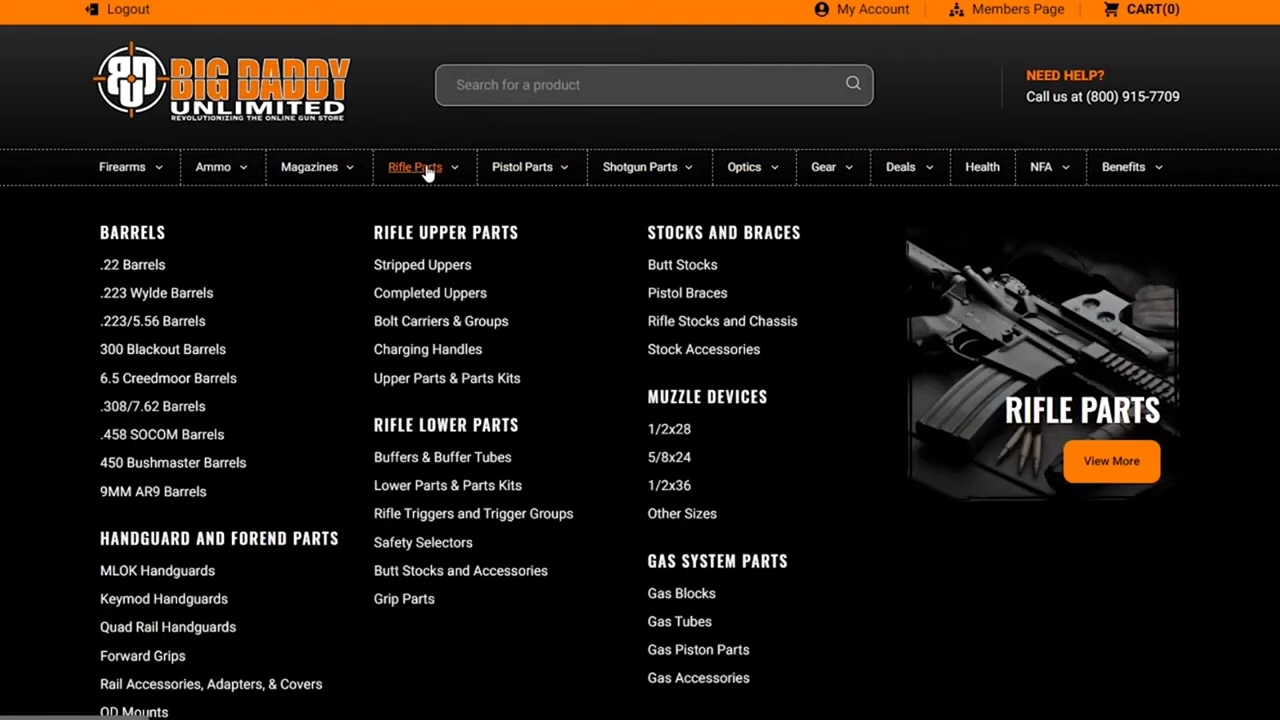 Logout
My Account
Members Page
CART(0)
BIG DADDY
UNLIMITED
REVOLUTIONIZING THE ONLINE GUN STORE
Search for a product
NEED HELP?
Call us at (800) 915-7709
Firearms
Ammo
Magazines
Rifle Parts
Pistol Parts
Shotgun Parts
Optics
Gear
Deals
Health
NFA
Benefits
BARRELS
.22 Barrels
.223 Wylde Barrels
.223/5.56 Barrels
300 Blackout Barrels
6.5 Creedmoor Barrels
.308/7.62 Barrels
.458 SOCOM Barrels
450 Bushmaster Barrels
9MM AR9 Barrels
HANDGUARD AND FOREND PARTS
MLOK Handguards
Keymod Handguards
Quad Rail Handguards
Forward Grips
Rail Accessories, Adapters, & Covers
QD Mounts
RIFLE UPPER PARTS
Stripped Uppers
Completed Uppers
Bolt Carriers & Groups
Charging Handles
Upper Parts & Parts Kits
RIFLE LOWER PARTS
Buffers & Buffer Tubes
Lower Parts & Parts Kits
Rifle Triggers and Trigger Groups
Safety Selectors
Butt Stocks and Accessories
Grip Parts
STOCKS AND BRACES
Butt Stocks
Pistol Braces
Rifle Stocks and Chassis
Stock Accessories
MUZZLE DEVICES
1/2x28
5/8x24
1/2x36
Other Sizes
GAS SYSTEM PARTS
Gas Blocks
Gas Tubes
Gas Piston Parts
Gas Accessories
RIFLE PARTS
View More